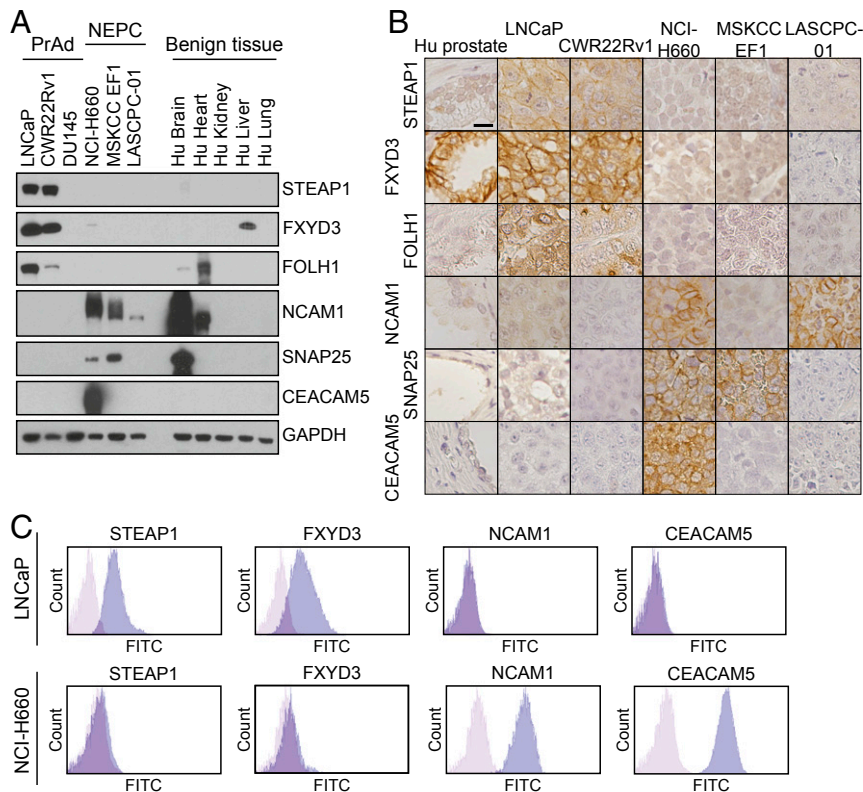 A
PrAd
NEPC
Benign tissue
LNCaP
CWR22Rv1
DU145
NCI-H660
MSKCC EF1
LASCPC-01
Hu Brain
Hu Heart
Hu Kidney
Hu Liver
Hu Lung
STEAP1
FXYD3
FOLH1
NCAM1
SNAP25
CEACAM5
GAPDH
B
Hu prostate
LNCaP
CWR22Rv1
NCI-
H660
MSKCC
EF1
LASCPC-
01
STEAP1
FXYD3
FOLH1
NCAM1
SNAP25
CEACAM5
C
LNCaP
STEAP1
Count
FITC
FXYD3
Count
FITC
NCAM1
Count
FITC
CEACAM5
Count
FITC
NCI-H660
STEAP1
Count
FITC
FXYD3
Count
FITC
NCAM1
Count
FITC
CEACAM5
Count
FITC